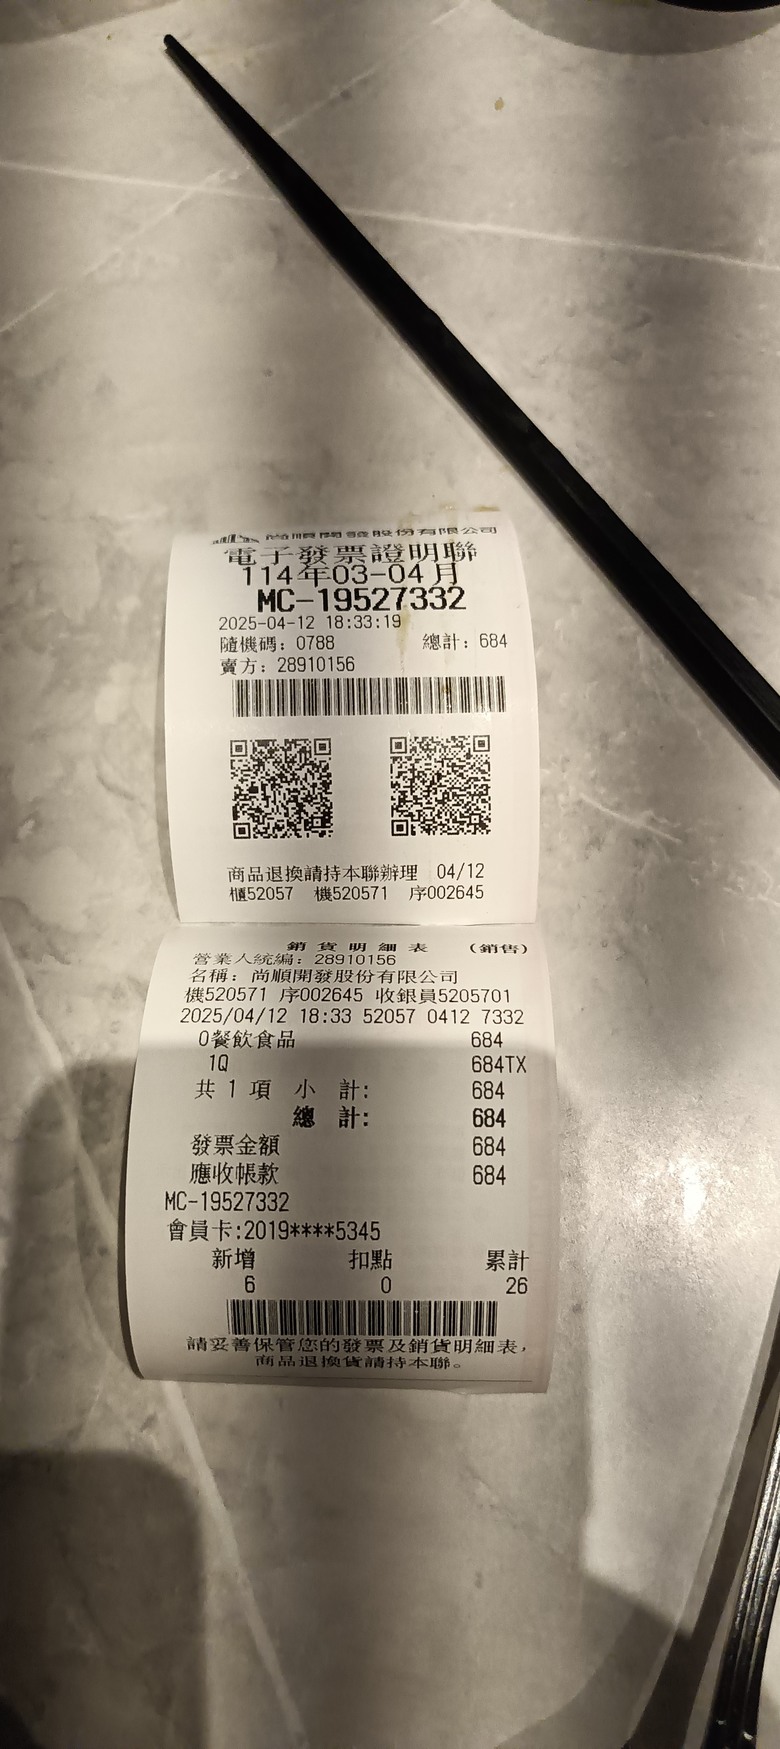 尚順開發股份有限公司
電子發票證明聯
114年03-04月
MC-19527332
2025-04-12 18:33:19
隨機碼: 0788 總計: 684
賣方: 28910156
商品退換請持本聯辦理 04/12
櫃52057 機520571 序002645
銷貨明細表 (銷售)
營業人統編: 28910156
名稱: 尚順開發股份有限公司
機520571 序002645 收銀員5205701
2025/04/12 18:33 52057 0412 7332
0餐飲食品 684
1Q 684TX
共 1 項 小 計: 684
總 計: 684
發票金額 684
應收帳款 684
MC-19527332
會員卡:2019****5345
新增 扣點 累計
6 0 26
請妥善保管您的發票及銷貨明細表,
商品退換貨請持本聯。